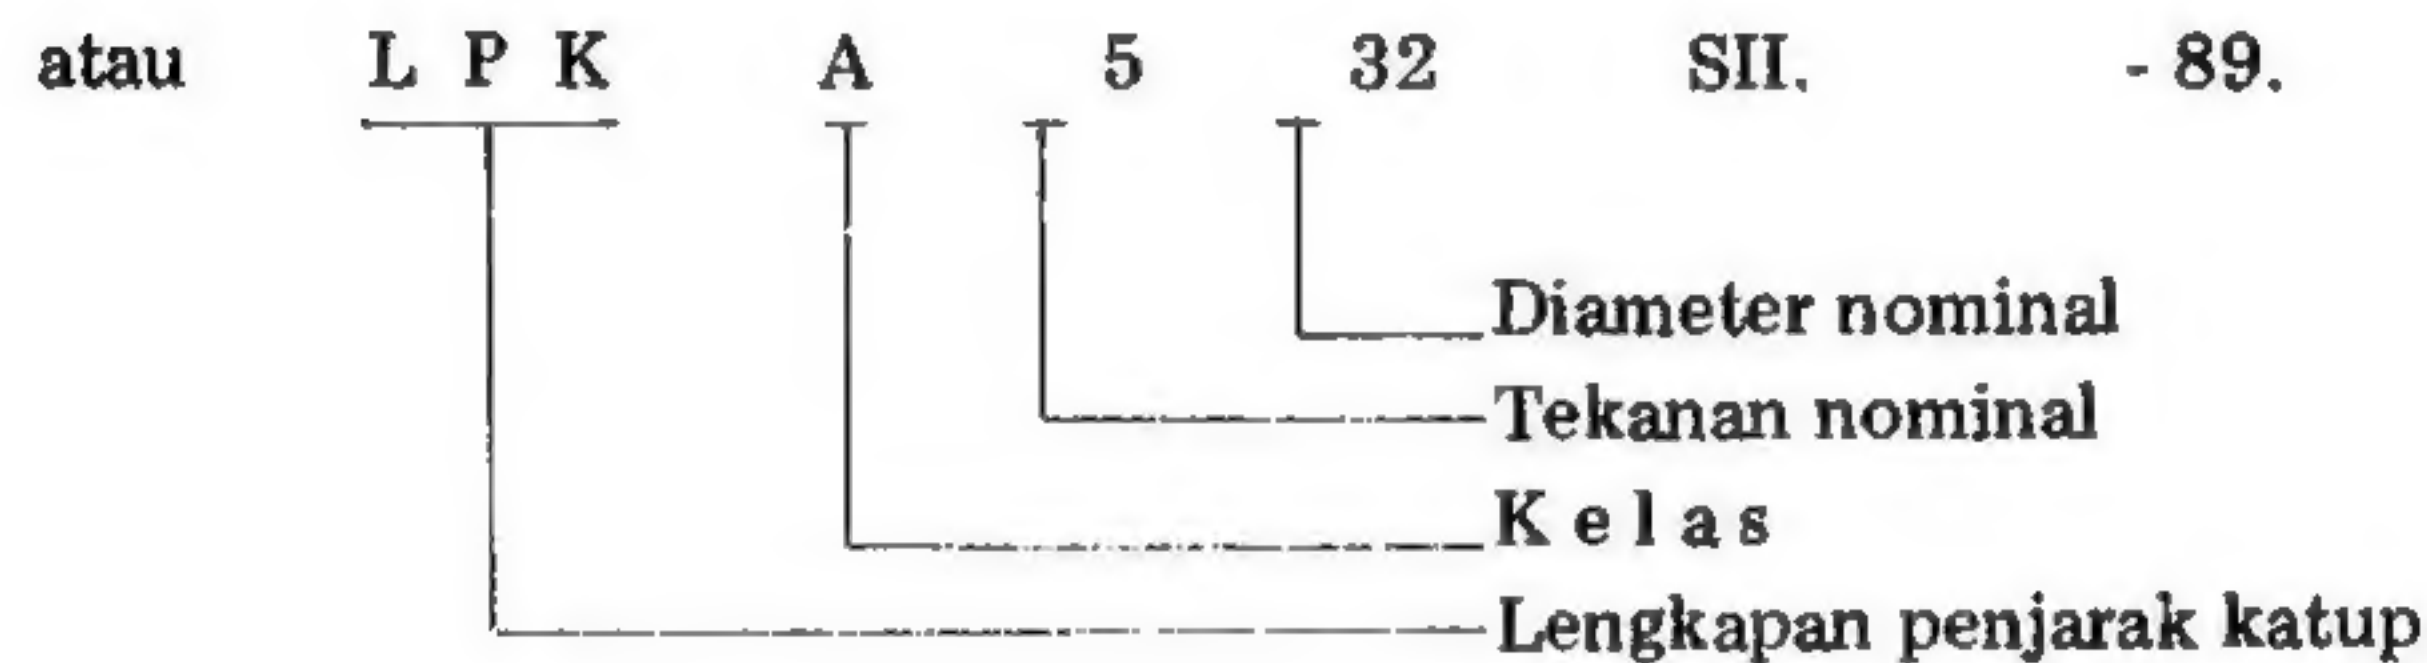 atau L P K A 5 32 SII. - 89.
Diameter nominal
Tekanan nominal
K e l a s
Lengkapan penjarak katup